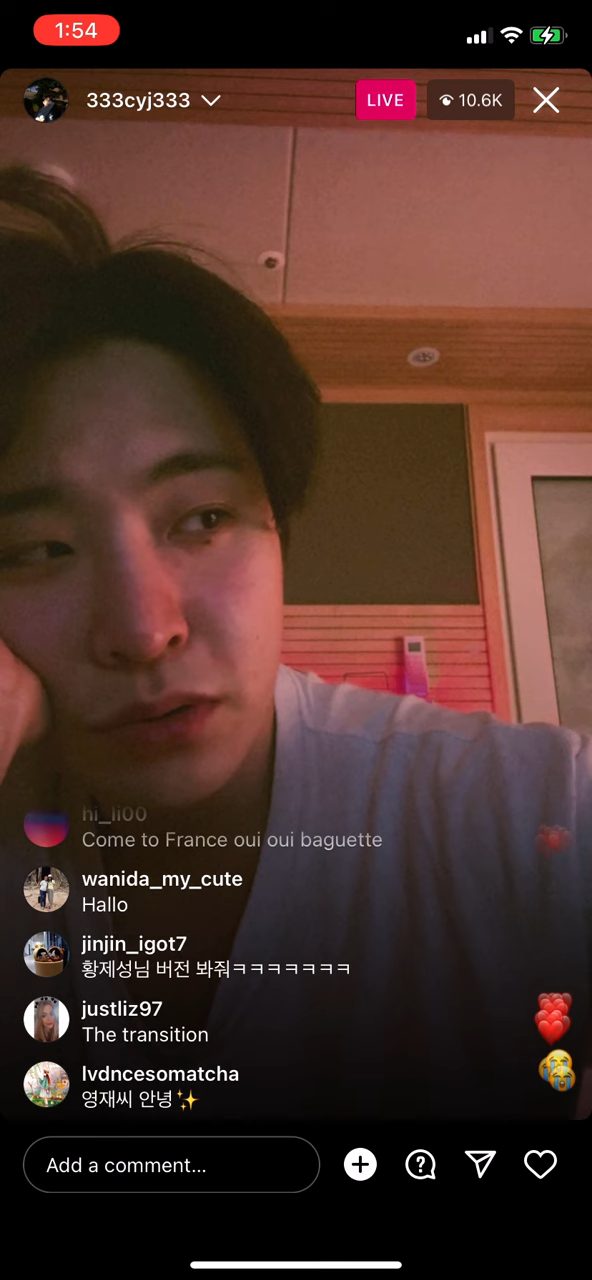 1:54
333cyj333
LIVE
10.6K
hi_li00
Come to France oui oui baguette
wanida_my_cute
Hallo
jinjin_igot7
황제성님 버전 봐줘ㅋㅋㅋㅋㅋㅋㅋ
justliz97
The transition
lvdncesomatcha
영재씨 안녕✨
Add a comment...